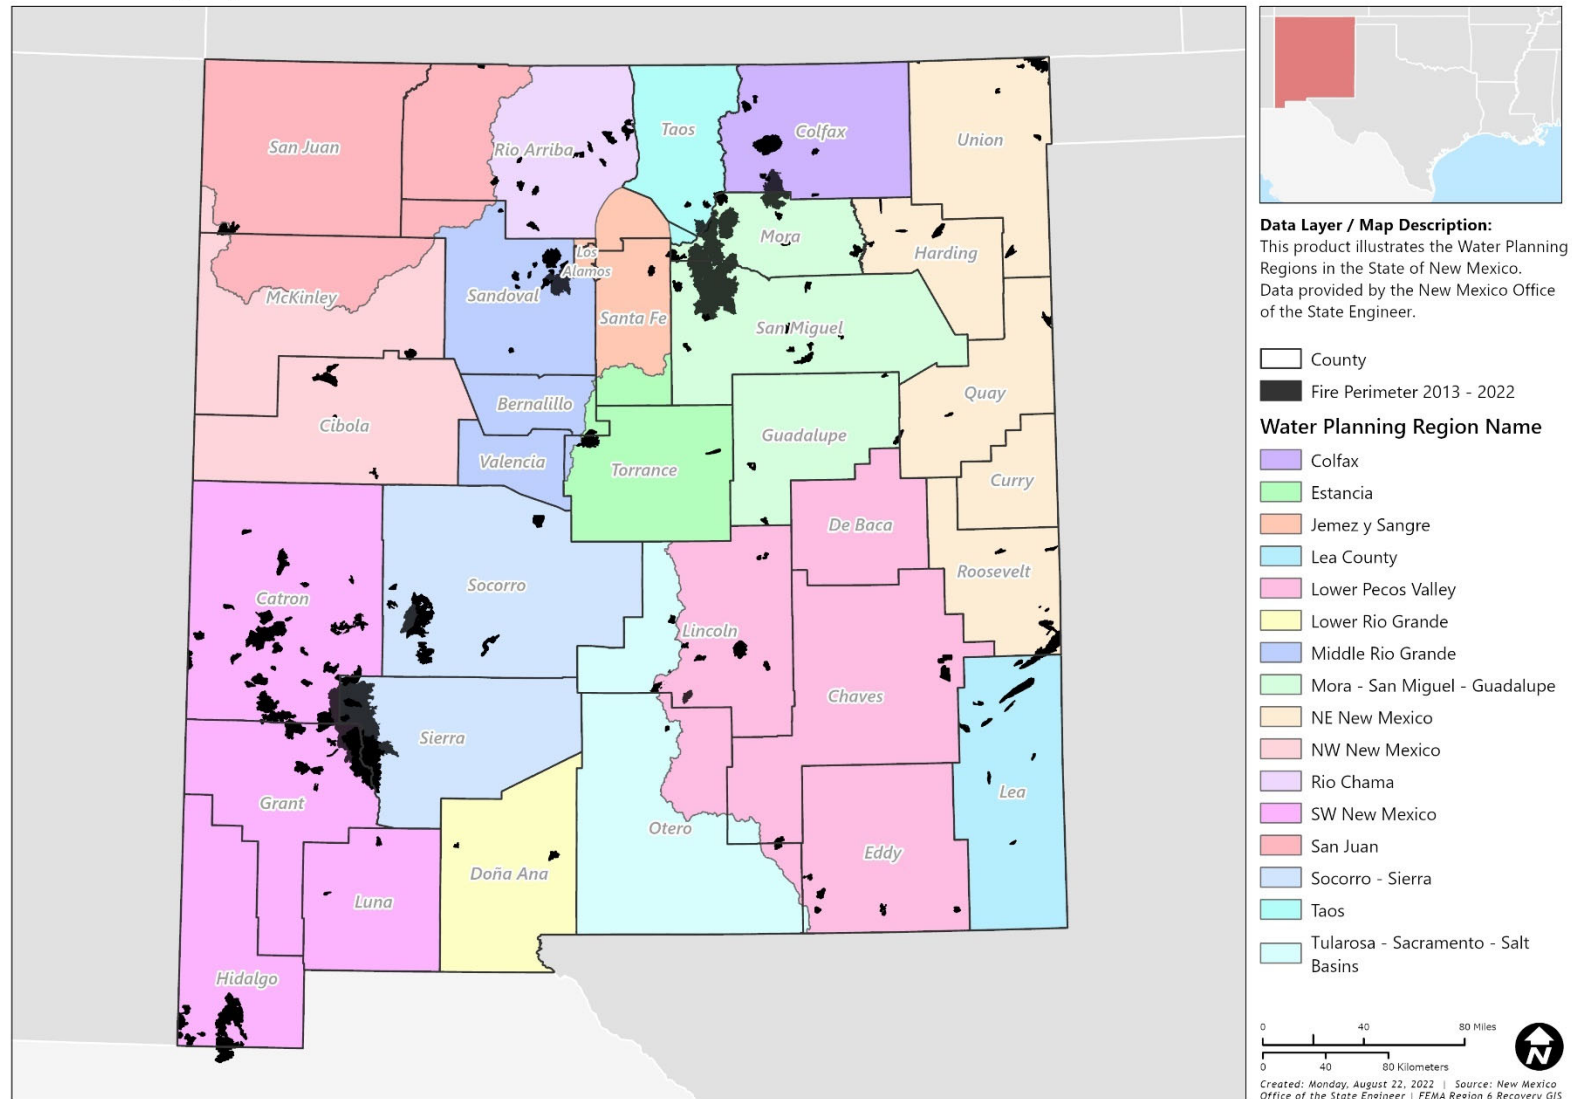 San Juan
Rio Arriba
Taos
Colfax
Union
Mora
Harding
Los
Alamos
McKinley
Sandoval
Santa Fe
San Miguel
Quay
Bernalillo
Cibola
Guadalupe
Valencia
Torrance
Curry
De Baca
Socorro
Roosevelt
Catron
Lincoln
Chaves
Sierra
Lea
Grant
Otero
Eddy
Doña Ana
Luna
Hidalgo
Data Layer / Map Description:
This product illustrates the Water Planning
Regions in the State of New Mexico.
Data provided by the New Mexico Office
of the State Engineer.
County
Fire Perimeter 2013 - 2022
Water Planning Region Name
Colfax
Estancia
Jemez y Sangre
Lea County
Lower Pecos Valley
Lower Rio Grande
Middle Rio Grande
Mora - San Miguel - Guadalupe
NE New Mexico
NW New Mexico
Rio Chama
SW New Mexico
San Juan
Socorro - Sierra
Taos
Tularosa - Sacramento - Salt
Basins
0 40 80 Miles
0 40 80 Kilometers
N
Created: Monday, August 22, 2022 | Source: New Mexico
Office of the State Engineer | FEMA Region 6 Recovery GIS